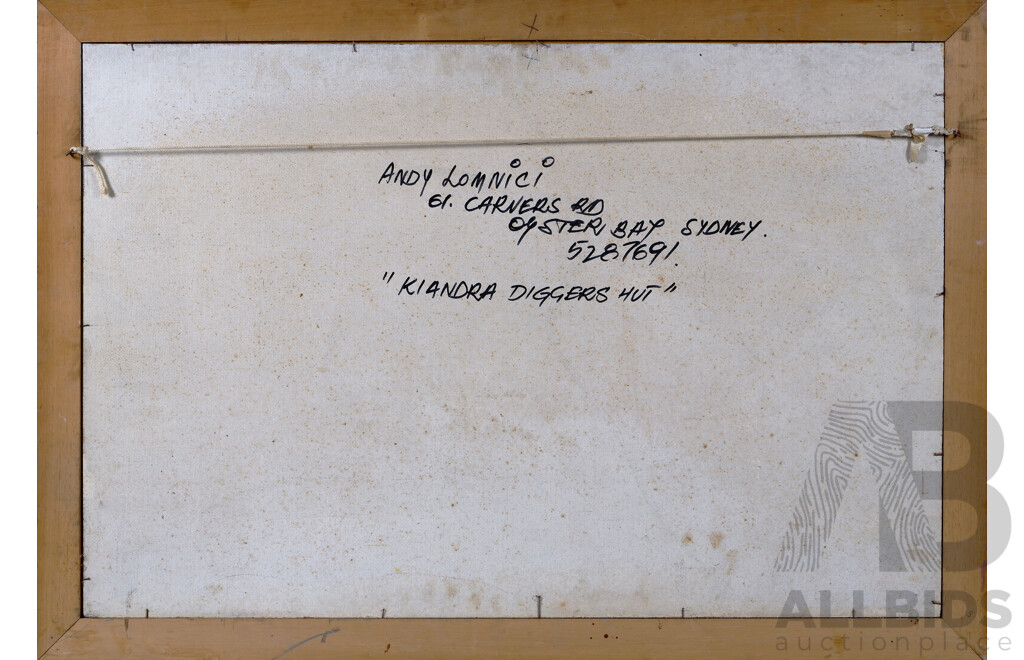 ANDY LOMNICI
61. CARVERS RD
OYSTER BAY SYDNEY.
5287691.
"KIANDRA DIGGERS HUT"
ALLBIDS
auctionplace